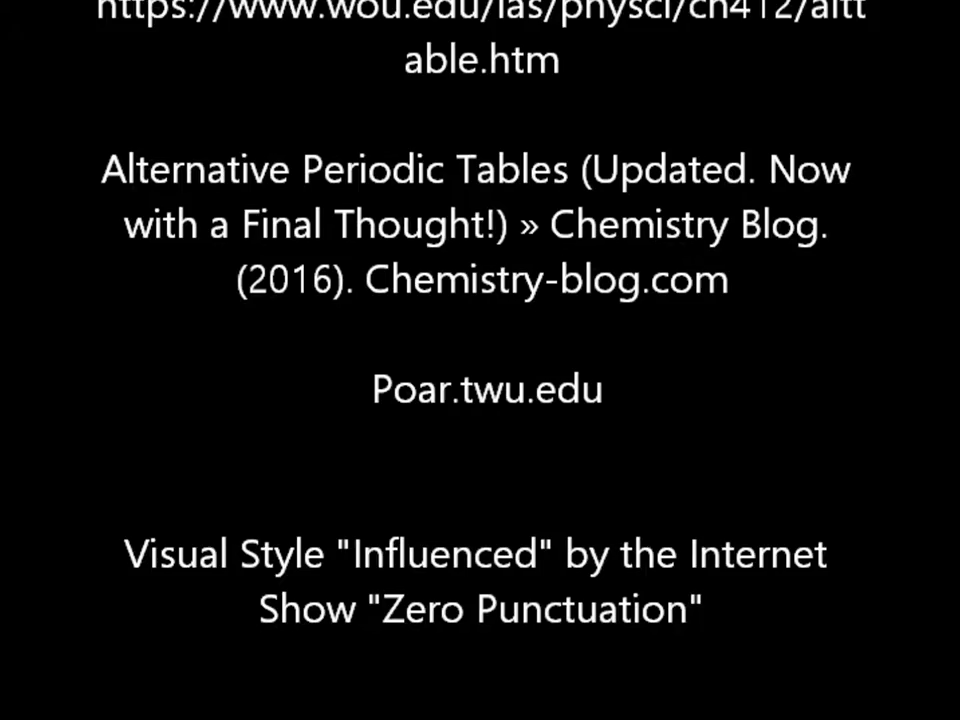 https://www.wou.edu/las/physci/ch412/altt
able.htm
Alternative Periodic Tables (Updated. Now
with a Final Thought!) » Chemistry Blog.
(2016). Chemistry-blog.com
Poar.twu.edu
Visual Style "Influenced" by the Internet
Show "Zero Punctuation"